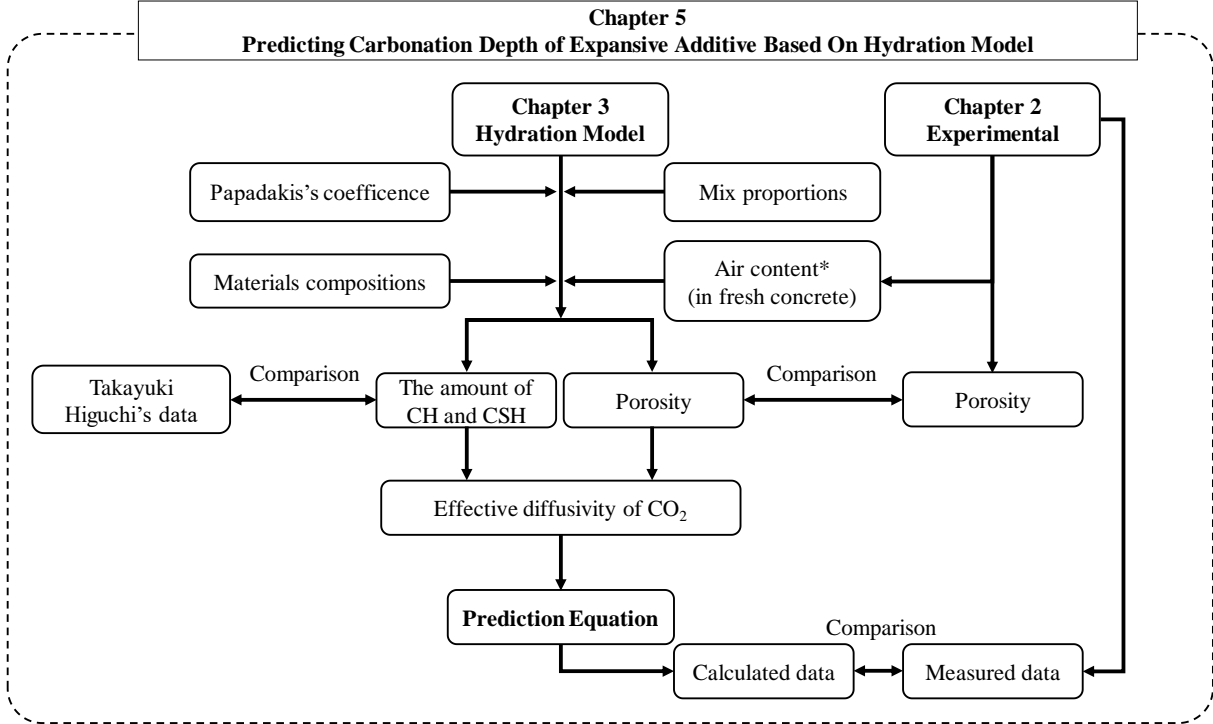 Chapter 5
Predicting Carbonation Depth of Expansive Additive Based On Hydration Model
Chapter 3
Hydration Model
Chapter 2
Experimental
Papadakis's coefficence
Mix proportions
Materials compositions
Air content*
(in fresh concrete)
Takayuki
Higuchi's data
Comparison
The amount of
CH and CSH
Porosity
Comparison
Porosity
Effective diffusivity of CO₂
Prediction Equation
Comparison
Calculated data
Measured data